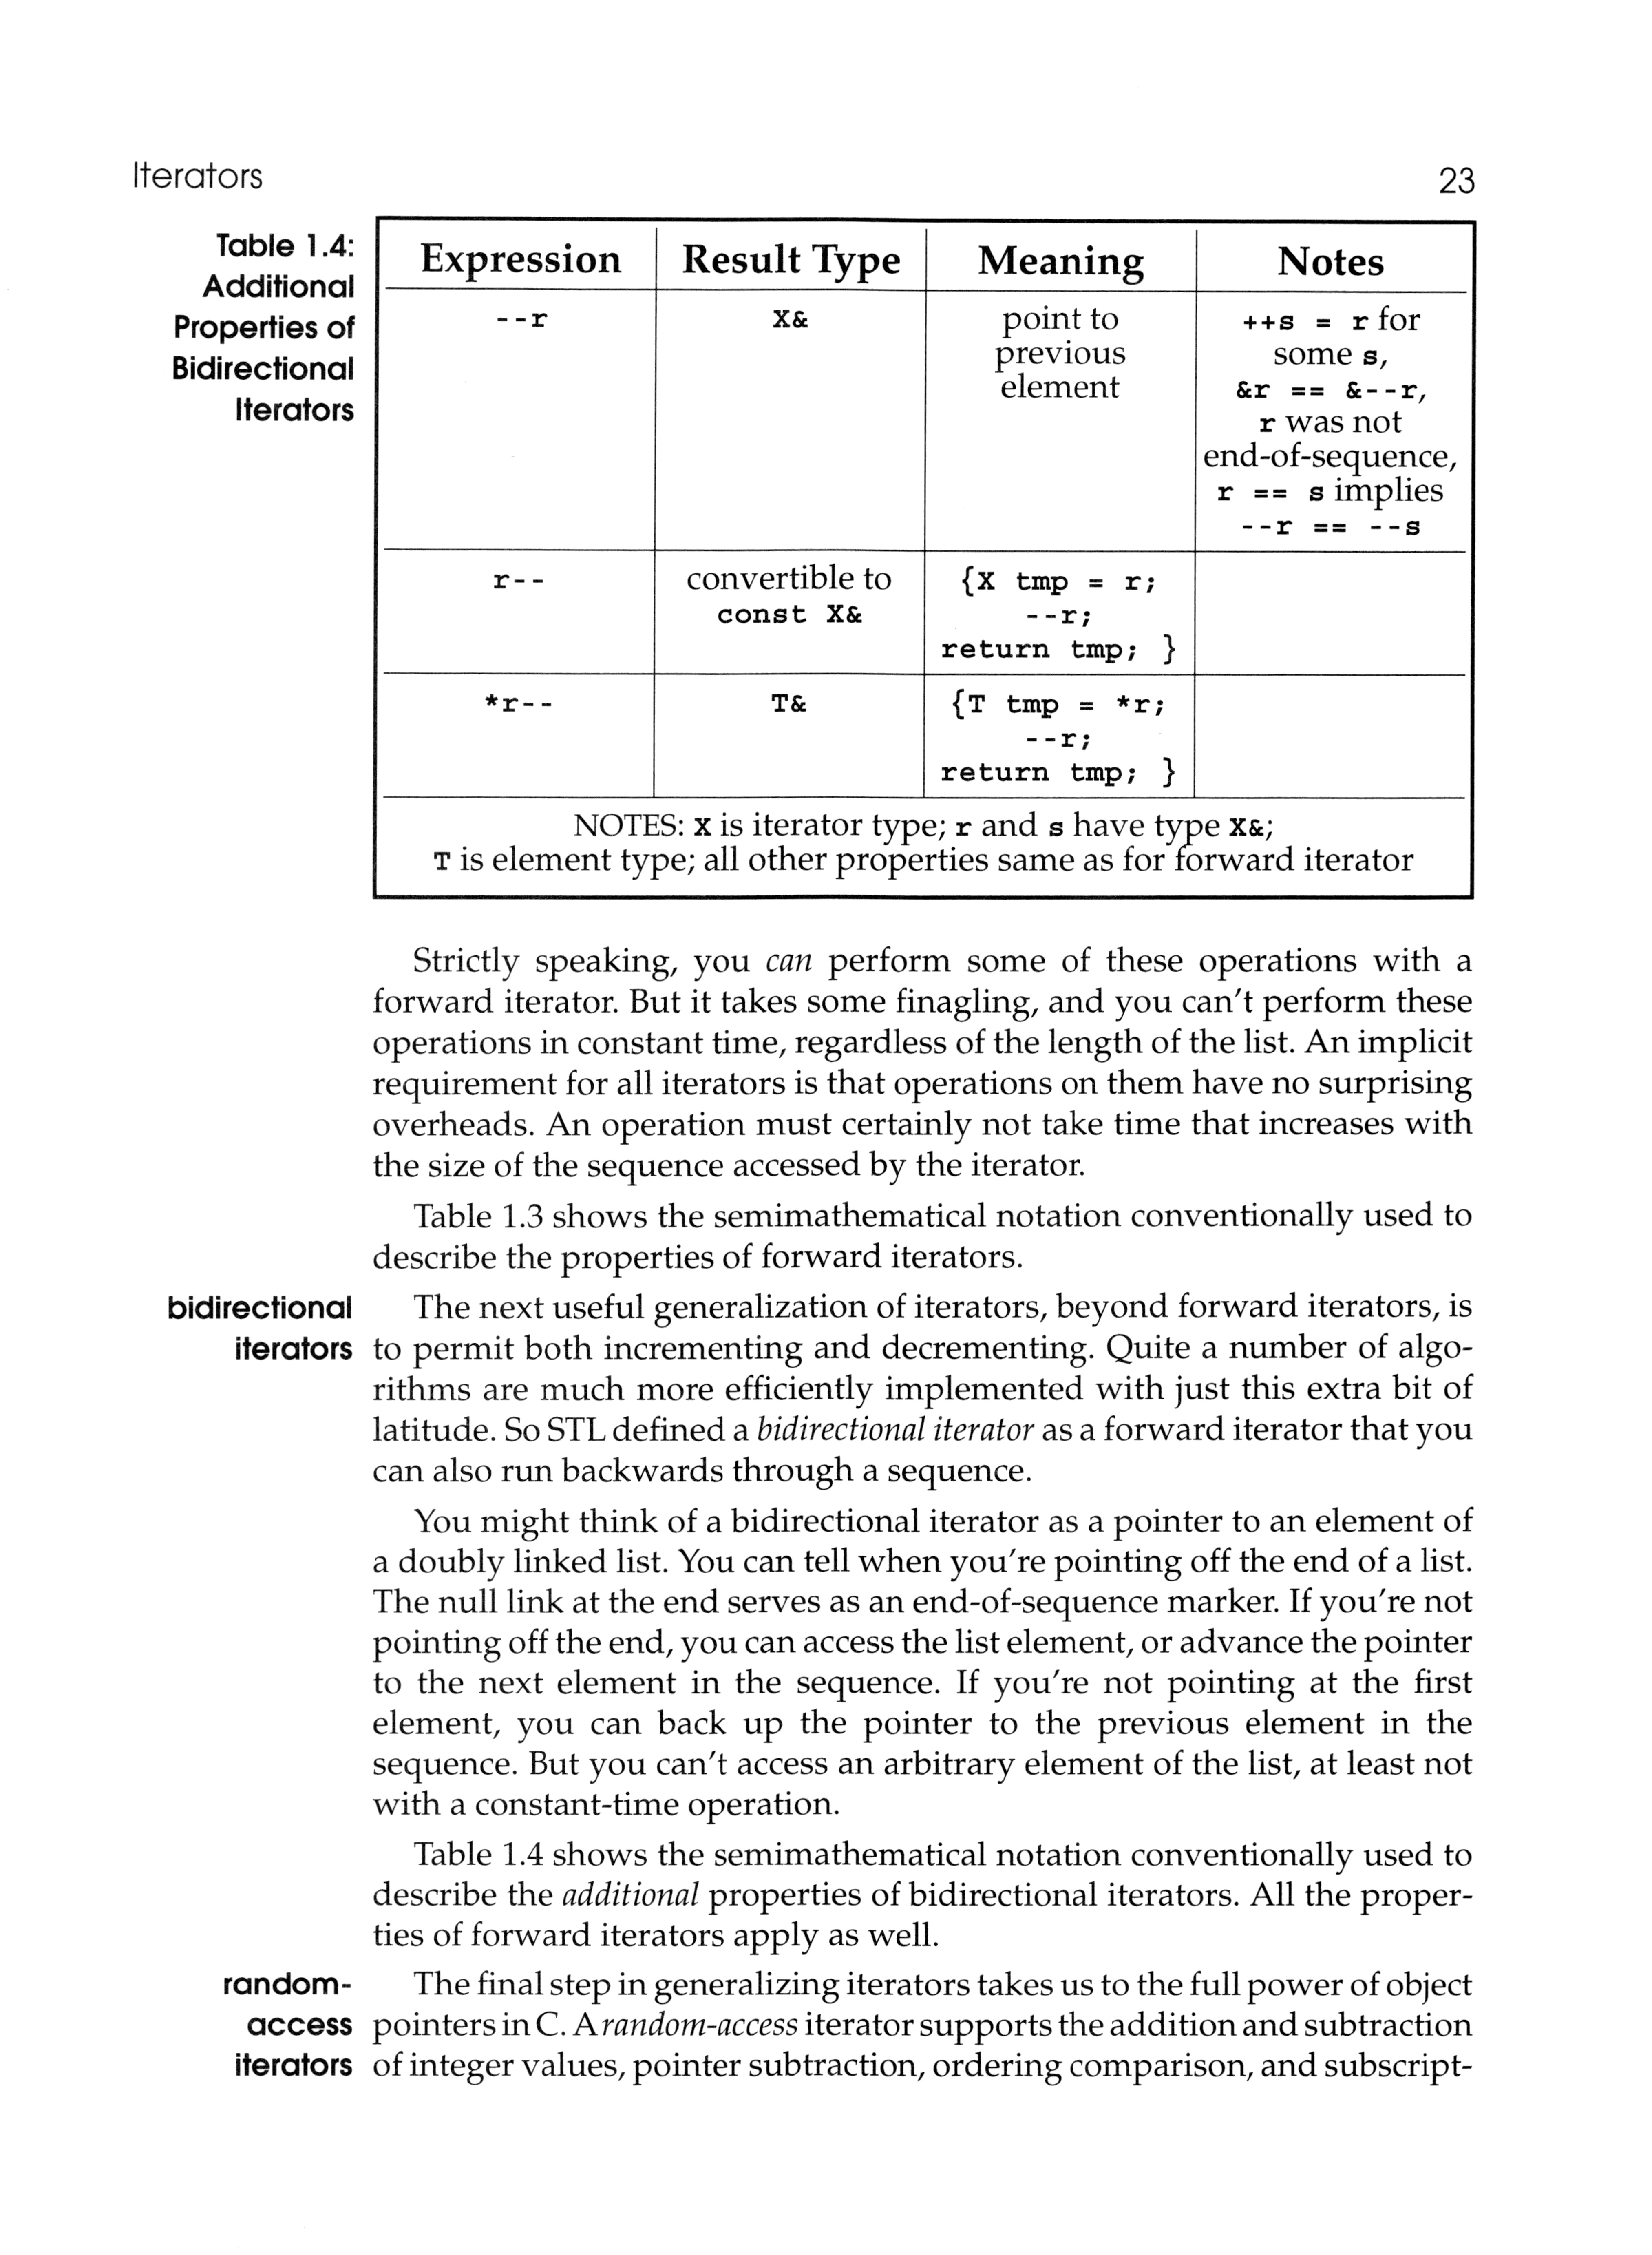 Iterators
23
Table 1.4:
Additional
Properties of
Bidirectional
Iterators
Expression Result Type Meaning Notes
--r X& point to ++s = r for
previous some s,
element &r == &--r,
r was not
end-of-sequence,
r == s implies
--r == --s
r-- convertible to {X tmp = r;
const X& --r;
return tmp; }
*r-- T& {T tmp = *r;
--r;
return tmp; }
NOTES: X is iterator type; r and s have type X&;
T is element type; all other properties same as for forward iterator
Strictly speaking, you can perform some of these operations with a
forward iterator. But it takes some finagling, and you can't perform these
operations in constant time, regardless of the length of the list. An implicit
requirement for all iterators is that operations on them have no surprising
overheads. An operation must certainly not take time that increases with
the size of the sequence accessed by the iterator.
Table 1.3 shows the semimathematical notation conventionally used to
describe the properties of forward iterators.
bidirectional The next useful generalization of iterators, beyond forward iterators, is
iterators to permit both incrementing and decrementing. Quite a number of algo-
rithms are much more efficiently implemented with just this extra bit of
latitude. So STL defined a bidirectional iterator as a forward iterator that you
can also run backwards through a sequence.
You might think of a bidirectional iterator as a pointer to an element of
a doubly linked list. You can tell when you're pointing off the end of a list.
The null link at the end serves as an end-of-sequence marker. If you're not
pointing off the end, you can access the list element, or advance the pointer
to the next element in the sequence. If you're not pointing at the first
element, you can back up the pointer to the previous element in the
sequence. But you can't access an arbitrary element of the list, at least not
with a constant-time operation.
Table 1.4 shows the semimathematical notation conventionally used to
describe the additional properties of bidirectional iterators. All the proper-
ties of forward iterators apply as well.
random- The final step in generalizing iterators takes us to the full power of object
access pointers in C. A random-access iterator supports the addition and subtraction
iterators of integer values, pointer subtraction, ordering comparison, and subscript-